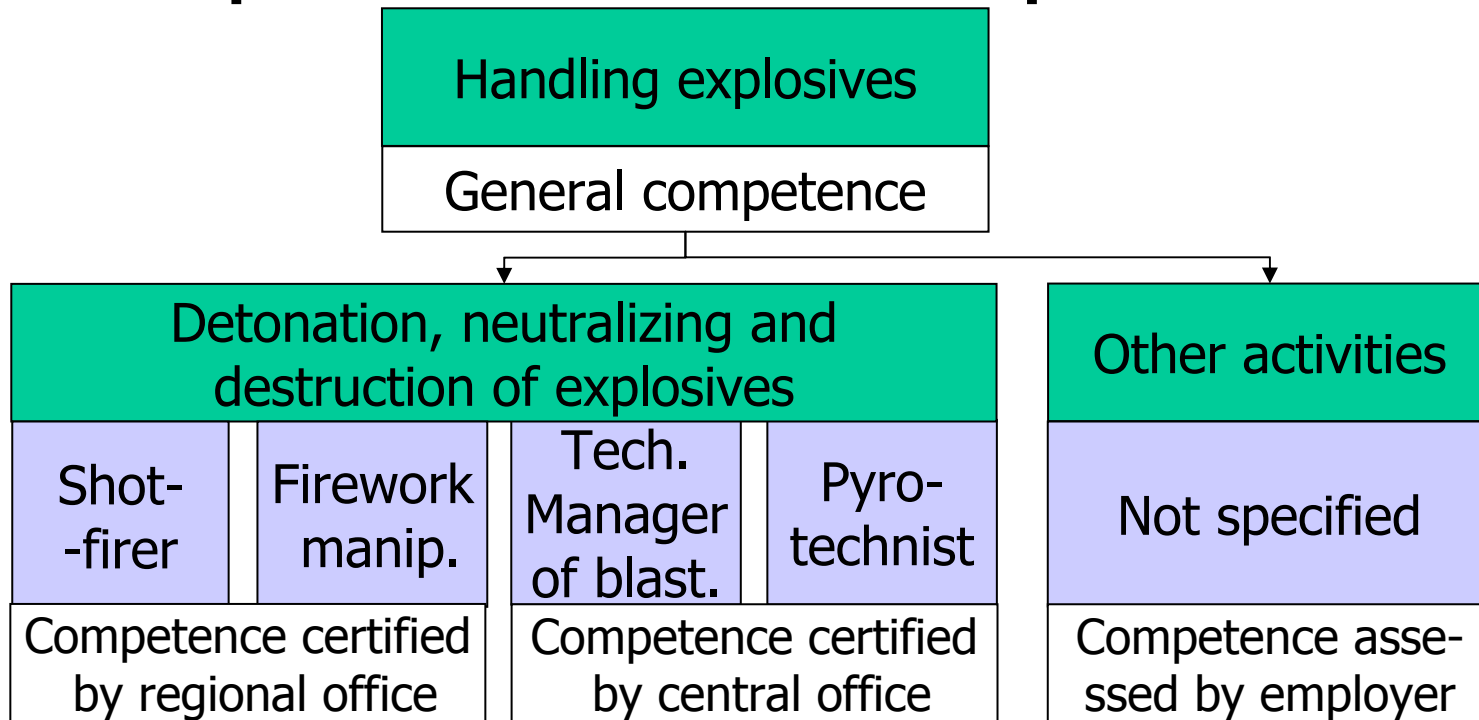 Handling explosives
General competence
Detonation, neutralizing and
destruction of explosives
Other activities
Shot-
-firer
Firework
manip.
Tech.
Manager
of blast.
Pyro-
technist
Not specified
Competence certified
by regional office
Competence certified
by central office
Competence asse-
ssed by employer